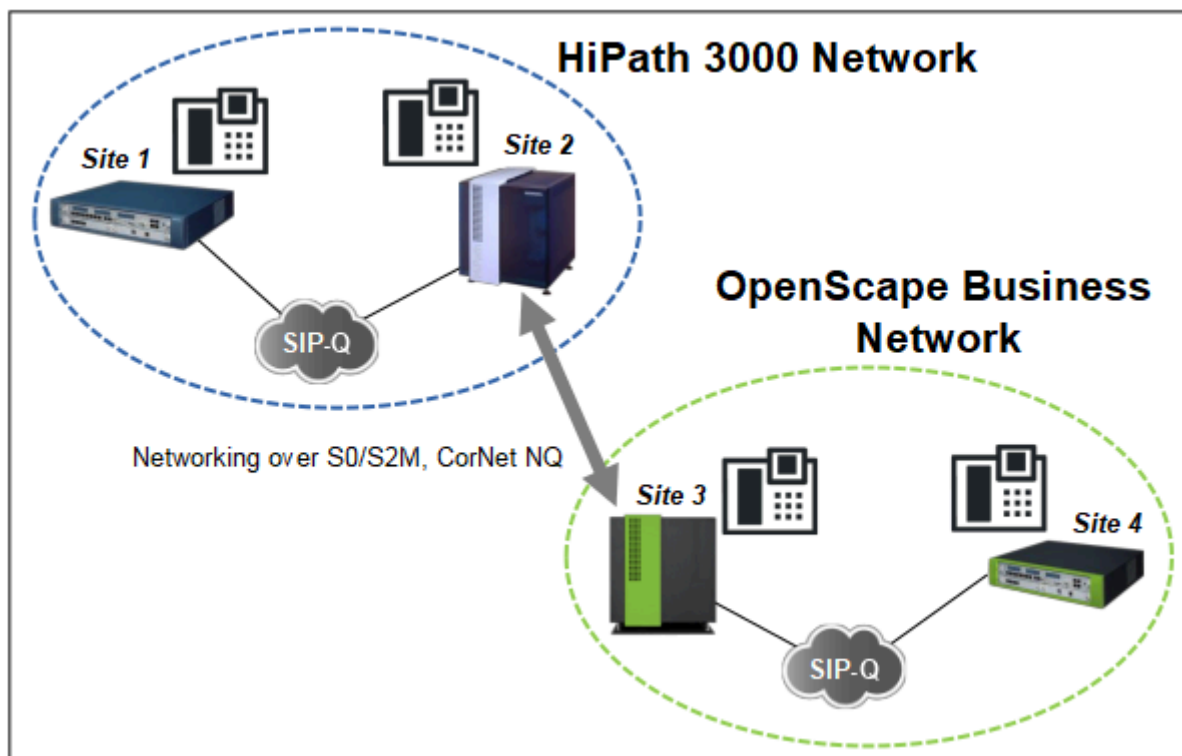 HiPath 3000 Network
Site 1
Site 2
SIP-Q
OpenScape Business
Network
Networking over S0/S2M, CorNet NQ
Site 3
Site 4
SIP-Q